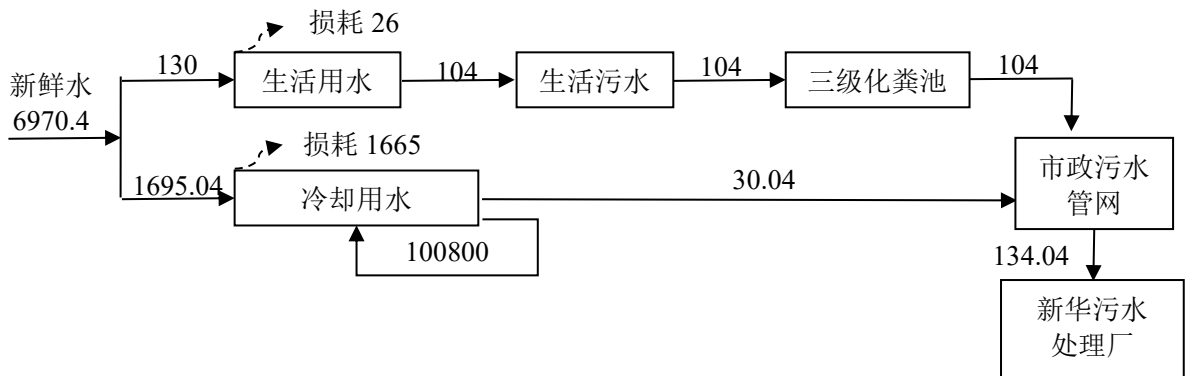 损耗 26
130
生活用水
104
生活污水
104
三级化粪池
104
新鲜水
6970.4
损耗 1665
1695.04
冷却用水
30.04
市政污水
管网
100800
134.04
新华污水
处理厂